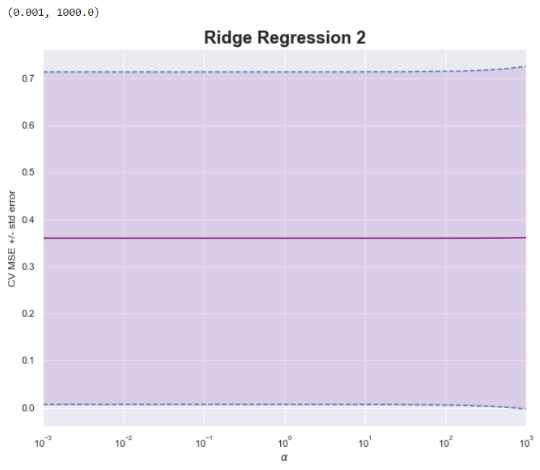 (0.001, 1000.0)
Ridge Regression 2
0.7
0.6
0.5
0.4
0.3
0.2
0.1
0.0
CV MSE +/- std error
10⁻³ 10⁻² 10⁻¹ 10⁰ 10¹ 10² 10³
α